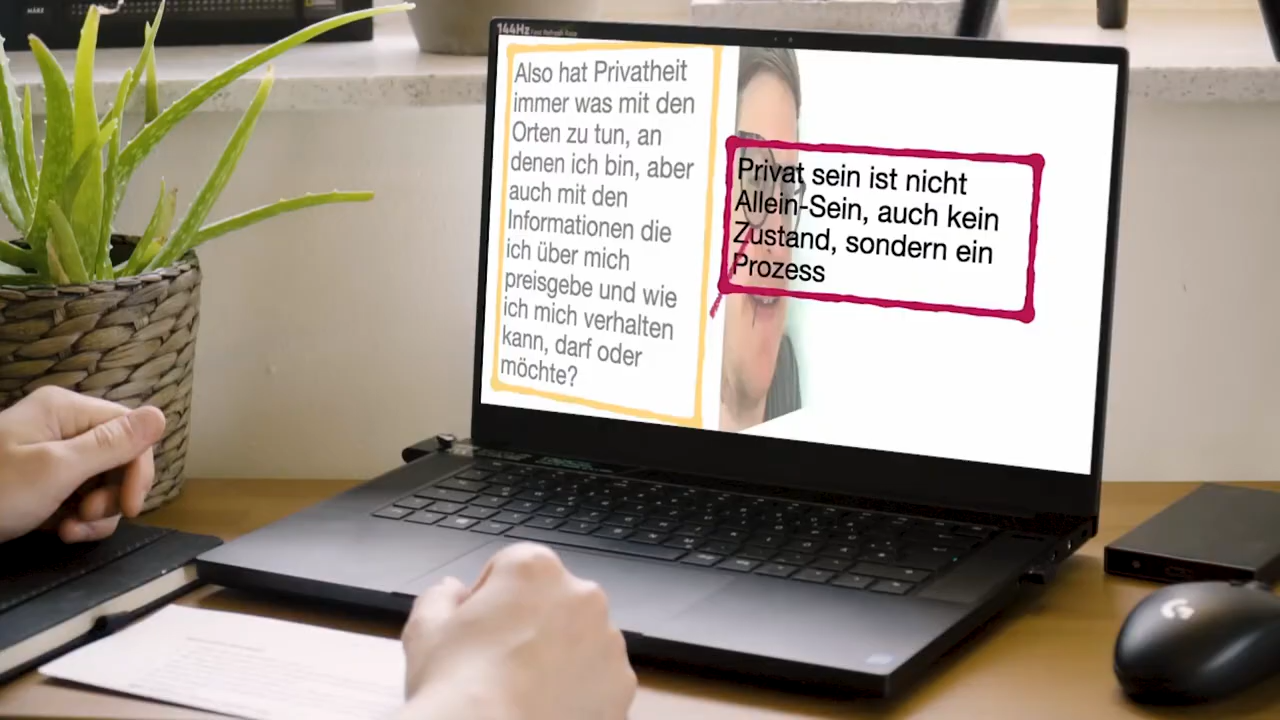 MÄRZ
144Hz
Also hat Privatheit
immer was mit den
Orten zu tun, an
denen ich bin, aber
auch mit den
Informationen die
ich über mich
preisgebe und wie
ich mich verhalten
kann, darf oder
möchte?
Privat sein ist nicht
Allein-Sein, auch kein
Zustand, sondern ein
Prozess